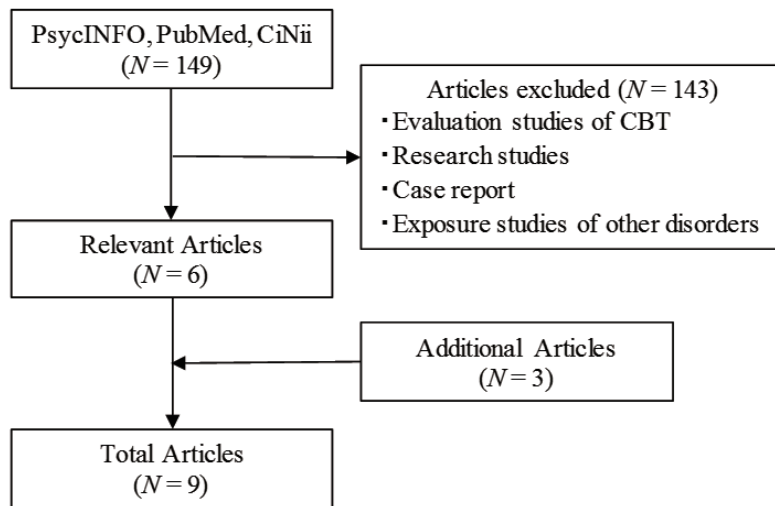 PsycINFO, PubMed, CiNii
(N = 149)
Articles excluded (N = 143)
・Evaluation studies of CBT
・Research studies
・Case report
・Exposure studies of other disorders
Relevant Articles
(N = 6)
Additional Articles
(N = 3)
Total Articles
(N = 9)